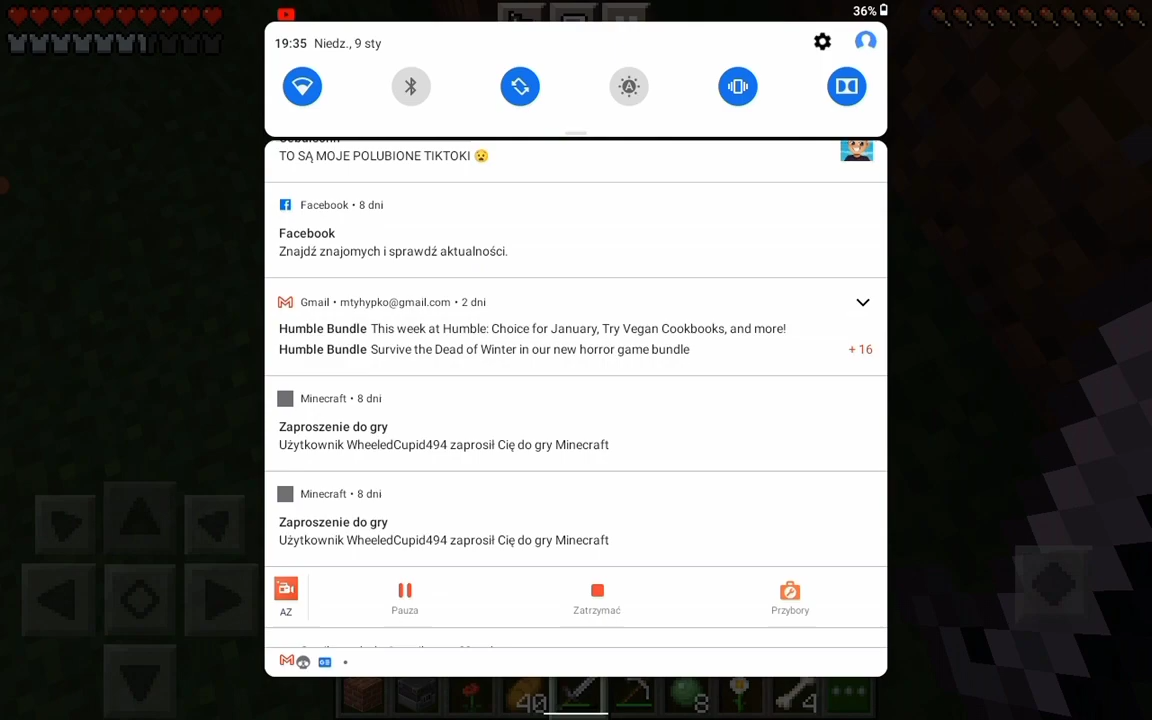 36%
19:35 Niedz., 9 sty
TO SĄ MOJE POLUBIONE TIKTOKI 😧
Facebook • 8 dni
Facebook
Znajdź znajomych i sprawdź aktualności.
Gmail • mtyhypko@gmail.com • 2 dni
Humble Bundle This week at Humble: Choice for January, Try Vegan Cookbooks, and more!
Humble Bundle Survive the Dead of Winter in our new horror game bundle + 16
Minecraft • 8 dni
Zaproszenie do gry
Użytkownik WheeledCupid494 zaprosił Cię do gry Minecraft
Minecraft • 8 dni
Zaproszenie do gry
Użytkownik WheeledCupid494 zaprosił Cię do gry Minecraft
AZ Pauza Zatrzymać Przybory
40 8 4